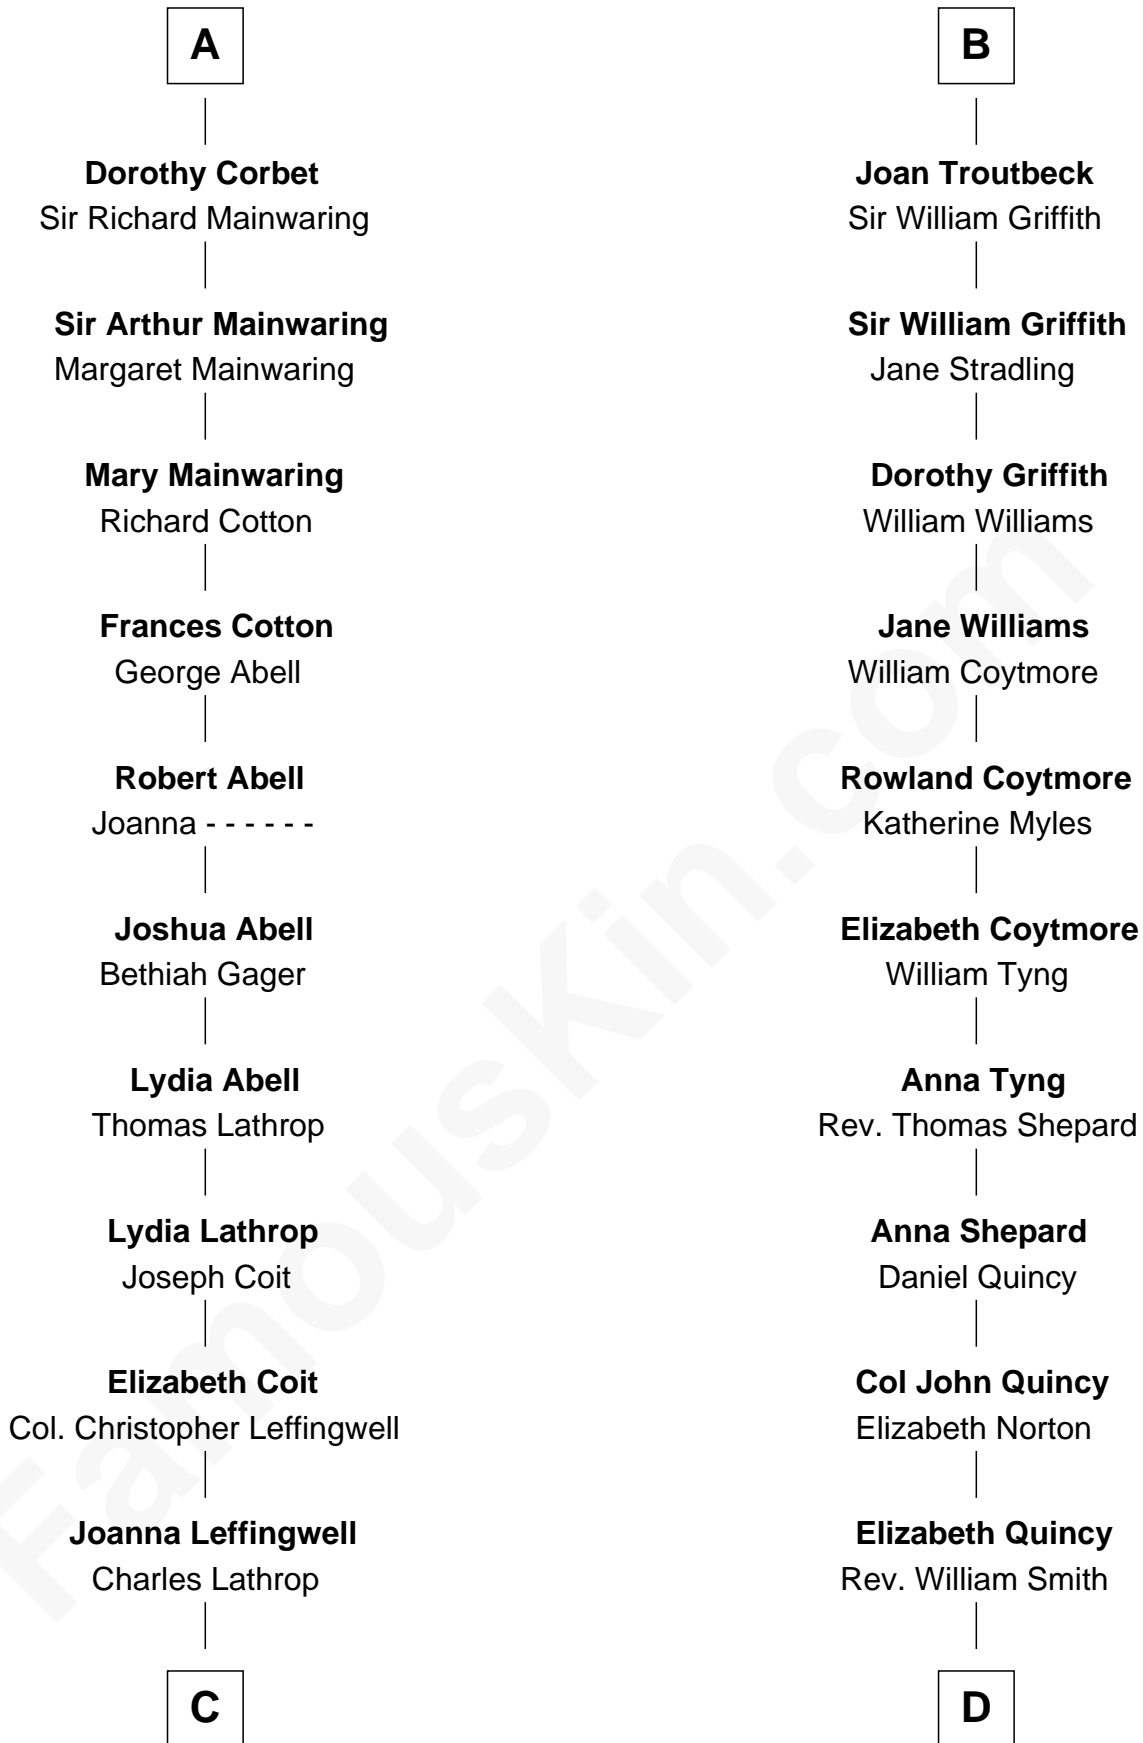 A
Dorothy Corbet
Sir Richard Mainwaring
Sir Arthur Mainwaring
Margaret Mainwaring
Mary Mainwaring
Richard Cotton
Frances Cotton
George Abell
Robert Abell
Joanna - - - - - -
Joshua Abell
Bethiah Gager
Lydia Abell
Thomas Lathrop
Lydia Lathrop
Joseph Coit
Elizabeth Coit
Col. Christopher Leffingwell
Joanna Leffingwell
Charles Lathrop
C
B
Joan Troutbeck
Sir William Griffith
Sir William Griffith
Jane Stradling
Dorothy Griffith
William Williams
Jane Williams
William Coytmore
Rowland Coytmore
Katherine Myles
Elizabeth Coytmore
William Tyng
Anna Tyng
Rev. Thomas Shepard
Anna Shepard
Daniel Quincy
Col John Quincy
Elizabeth Norton
Elizabeth Quincy
Rev. William Smith
D
FamousKin.com